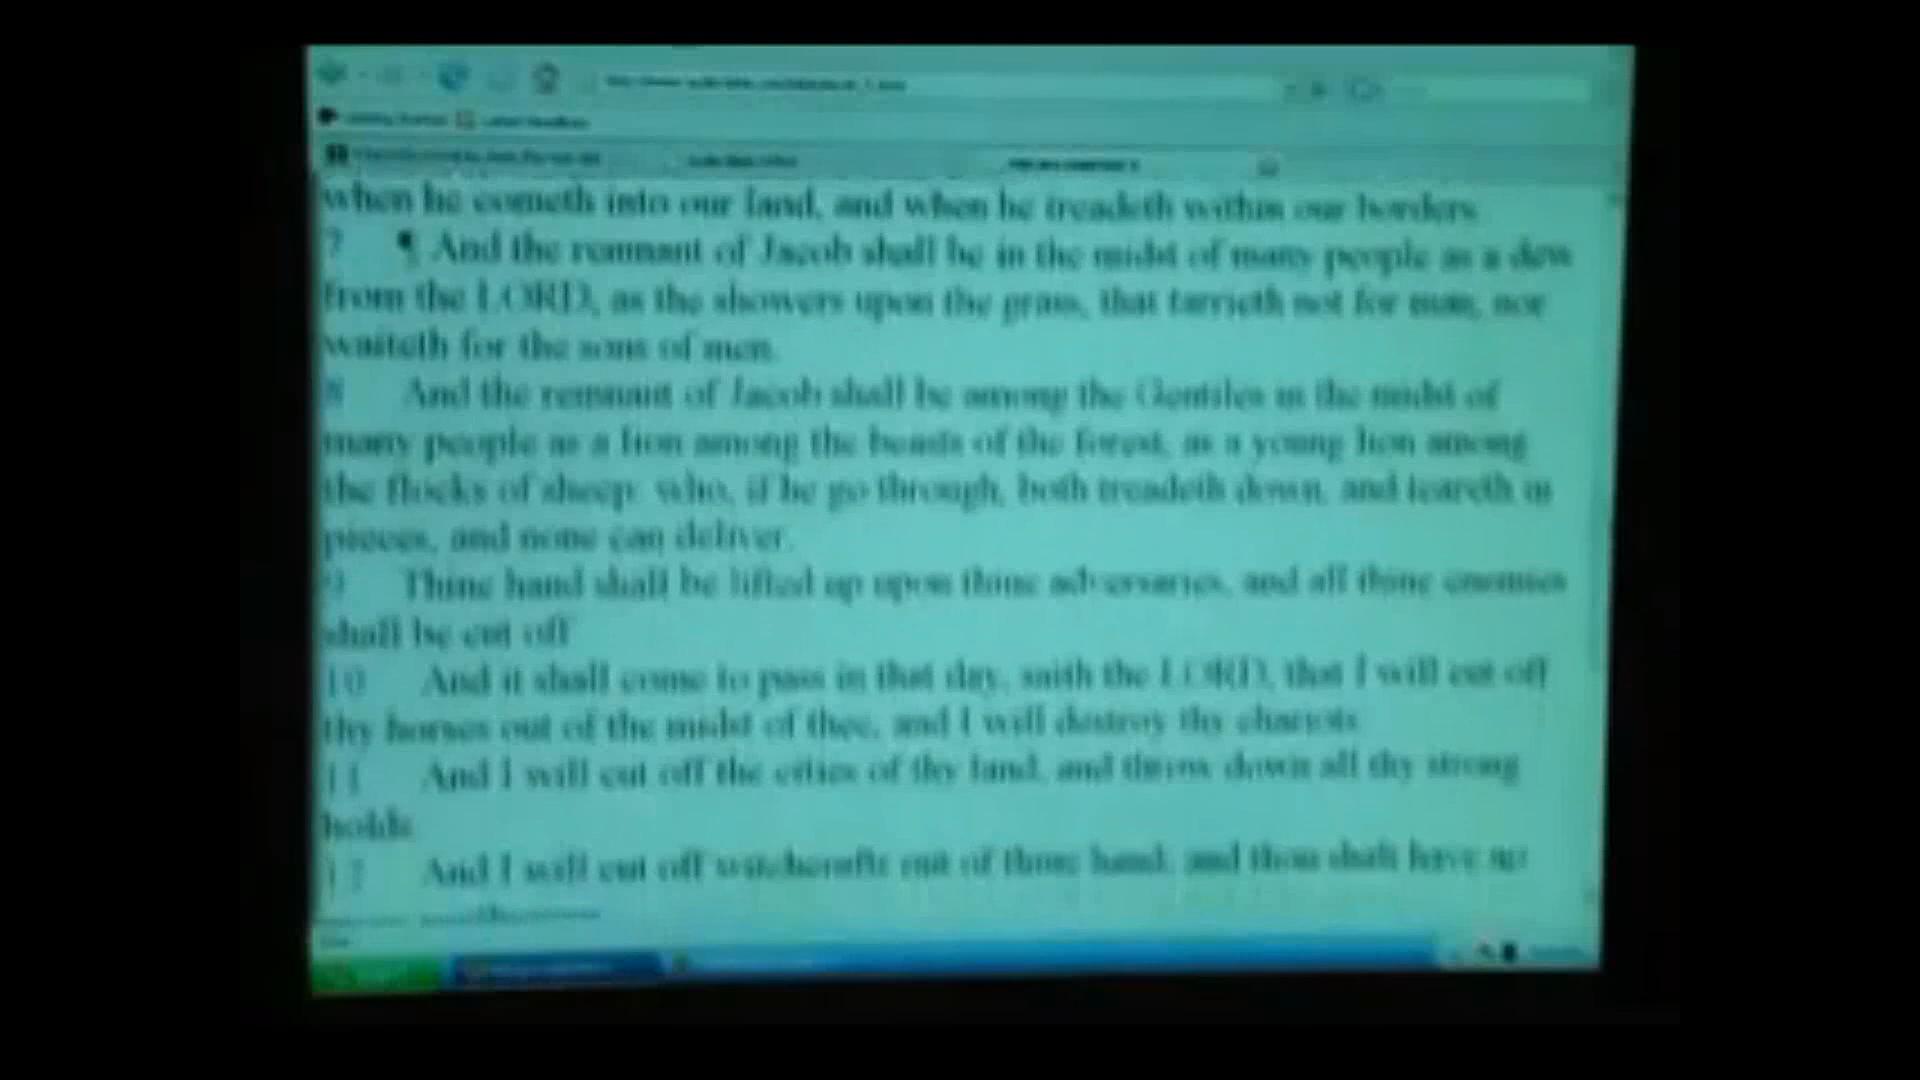 when he cometh into our land, and when he treadeth within our borders.
7 ¶ And the remnant of Jacob shall be in the midst of many people as a dew
from the LORD, as the showers upon the grass, that tarrieth not for man, nor
waiteth for the sons of men.
8 And the remnant of Jacob shall be among the Gentiles in the midst of
many people as a lion among the beasts of the forest, as a young lion among
the flocks of sheep: who, if he go through, both treadeth down, and teareth in
pieces, and none can deliver.
9 Thine hand shall be lifted up upon thine adversaries, and all thine enemies
shall be cut off.
10 And it shall come to pass in that day, saith the LORD, that I will cut off
thy horses out of the midst of thee, and I will destroy thy chariots:
11 And I will cut off the cities of thy land, and throw down all thy strong
holds:
12 And I will cut off witchcrafts out of thine hand; and thou shalt have no